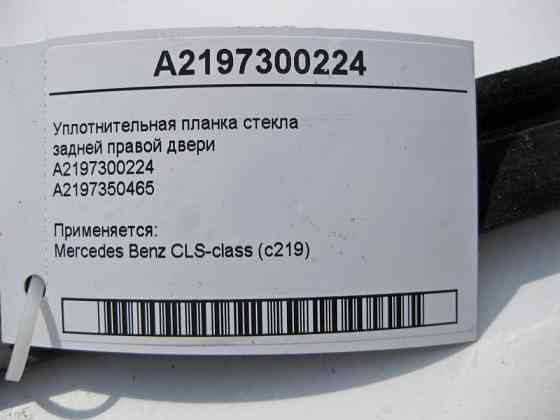 A2197300224
Уплотнительная планка стекла
задней правой двери
A2197300224
A2197350465
Применяется:
Mercedes Benz CLS-class (c219)